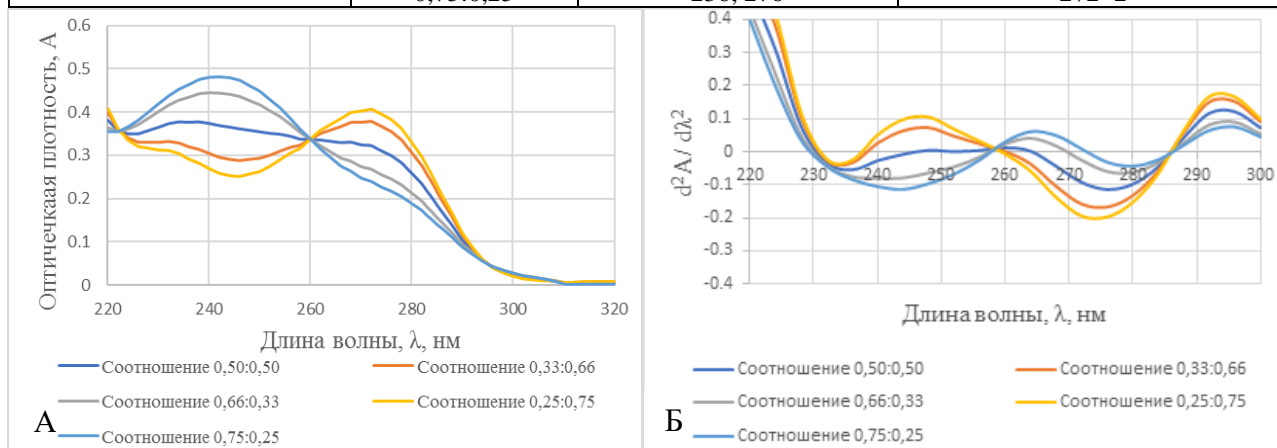 0,75:0,25
0.6
0.5
0.4
0.3
0.2
0.1
0
220 240 260 280 300 320
Оптичечкаая плотность, А
Длина волны, λ, нм
Соотношение 0,50:0,50 Соотношение 0,33:0,66
Соотношение 0,66:0,33 Соотношение 0,25:0,75
Соотношение 0,75:0,25
А
0.4
0.3
0.2
0.1
0
-0.1
-0.2
-0.3
-0.4
220 230 240 250 260 270 280 290 300
d²A/ dλ²
Длина волны, λ, нм
Соотношение 0,50:0,50 Соотношение 0,33:0,66
Соотношение 0,66:0,33 Соотношение 0,25:0,75
Соотношение 0,75:0,25
Б